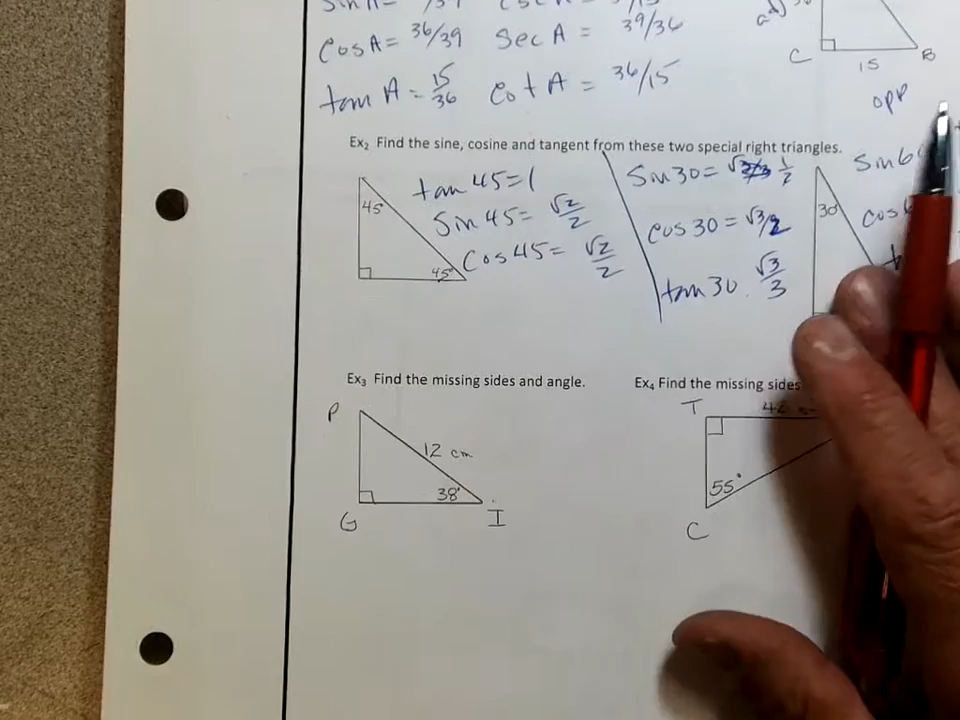 cos A = 36/39 sec A = 39/36
tan A = 15/36 cot A = 36/15
C 15 B
opp
Ex2 Find the sine, cosine and tangent from these two special right triangles.
45 45
tan 45 = 1
sin 45 = √2/2
cos 45 = √2/2
sin 30 = 1/2
cos 30 = √3/2
tan 30 √3/3
30
Ex3 Find the missing sides and angle.
P
12 cm
38°
G I
Ex4 Find the missing sides
T
55°
C